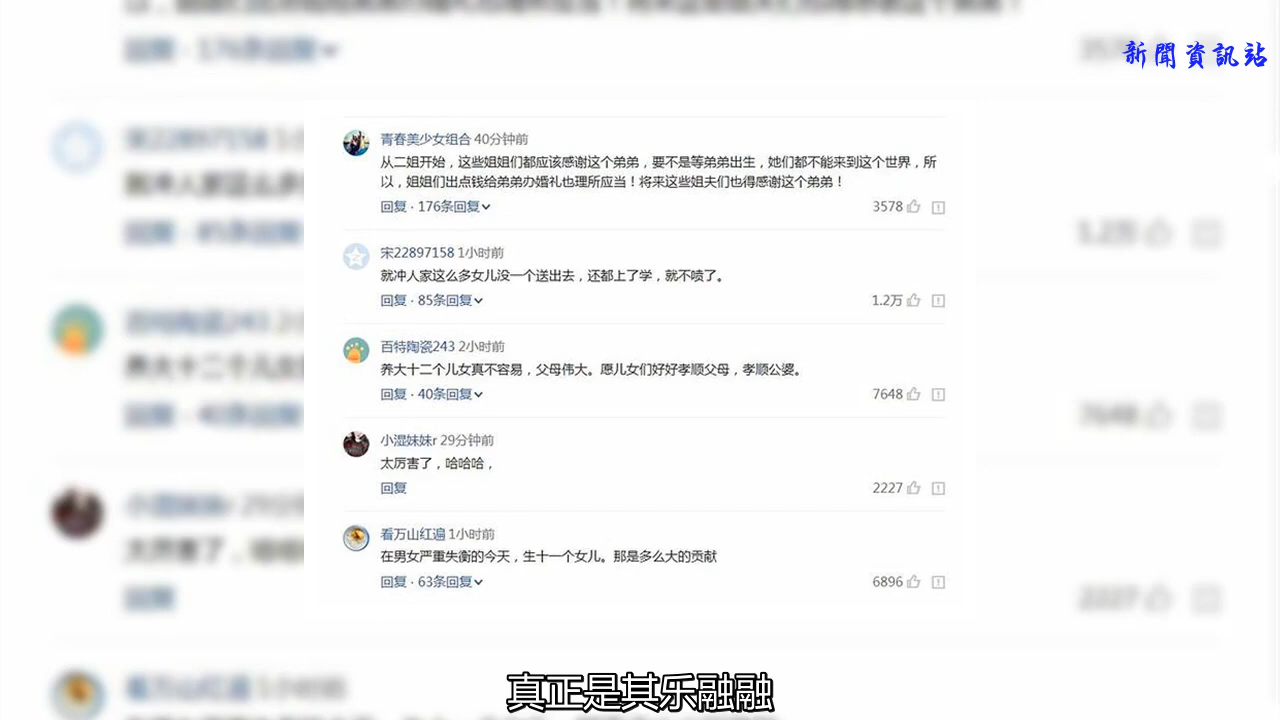 新聞資訊站
青春美少女组合 40分钟前
从二姐开始，这些姐姐们都应该感谢这个弟弟，要不是等弟弟出生，她们都不能来到这个世界，所
以，姐姐们出点钱给弟弟办婚礼也理所应当！将来这些姐夫们也得感谢这个弟弟！
回复 · 176条回复 3578
宋22897158 1小时前
就冲人家这么多女儿没一个送出去，还都上了学，就不喷了。
回复 · 85条回复 1.2万
百特陶瓷243 2小时前
养大十二个儿女真不容易，父母伟大。愿儿女们好好孝顺父母，孝顺公婆。
回复 · 40条回复 7648
小湿妹妹r 29分钟前
太厉害了，哈哈哈，
回复 2227
看万山红遍 1小时前
在男女严重失衡的今天，生十一个女儿。那是多么大的贡献
回复 · 63条回复 6896
真正是其乐融融